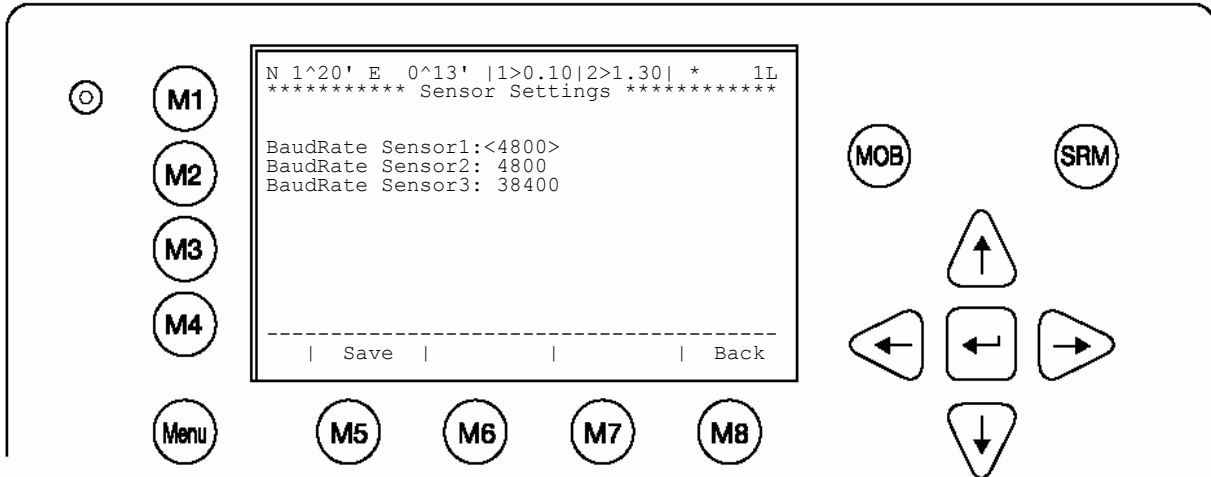 N 1^20' E  0^13' |1>0.10|2>1.30| *   1L
*********** Sensor Settings ************
BaudRate Sensor1:<4800>
BaudRate Sensor2: 4800
BaudRate Sensor3: 38400
----------------------------------------
| Save | | | Back
M1
M2
M3
M4
Menu
M5
M6
M7
M8
MOB
SRM